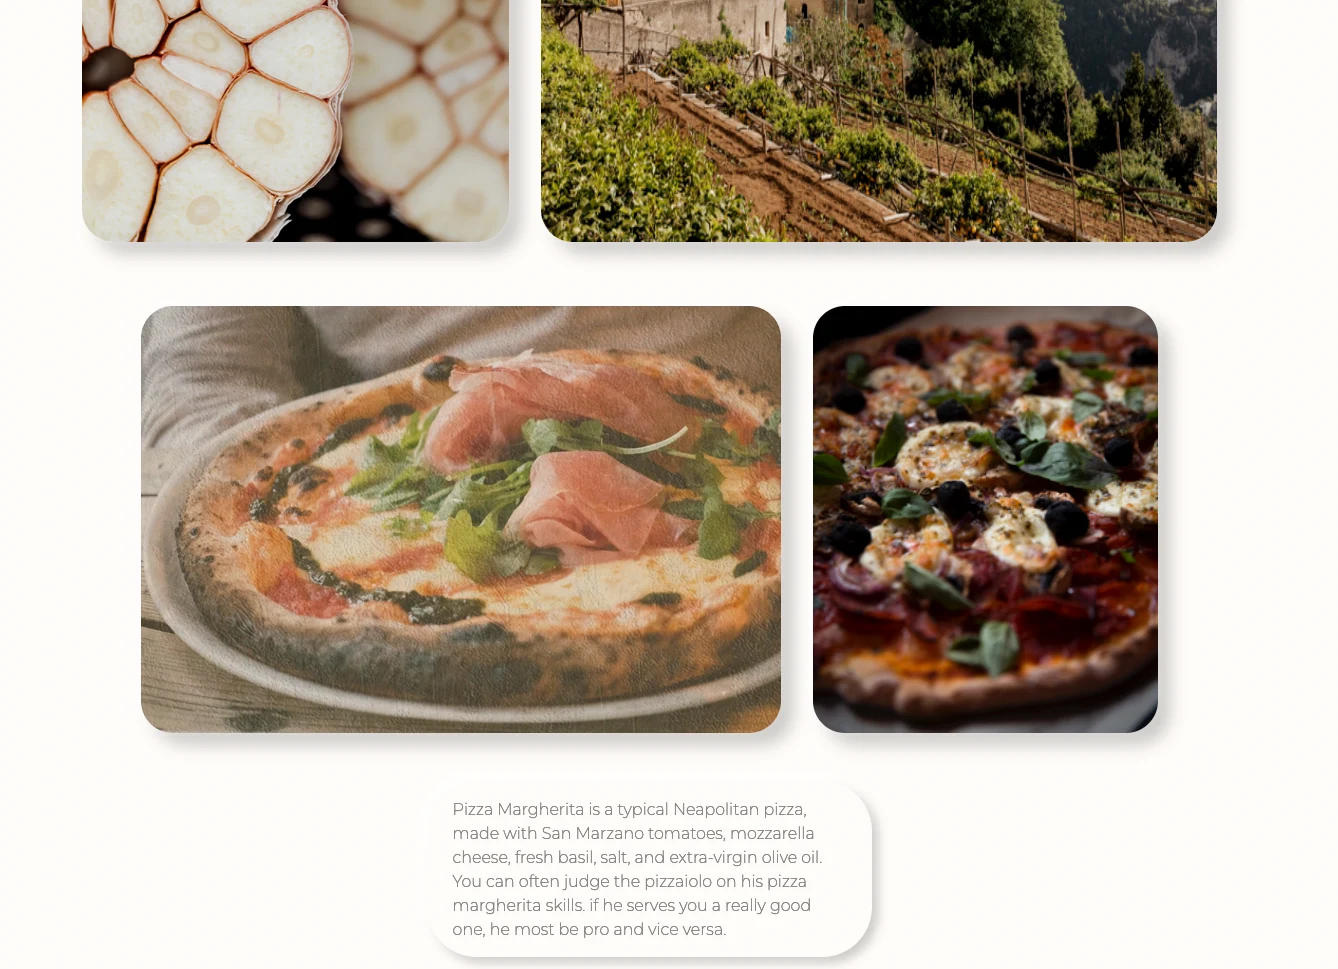 Pizza Margherita is a typical Neapolitan pizza,
made with San Marzano tomatoes, mozzarella
cheese, fresh basil, salt, and extra-virgin olive oil.
You can often judge the pizzaiolo on his pizza
margherita skills. if he serves you a really good
one, he most be pro and vice versa.